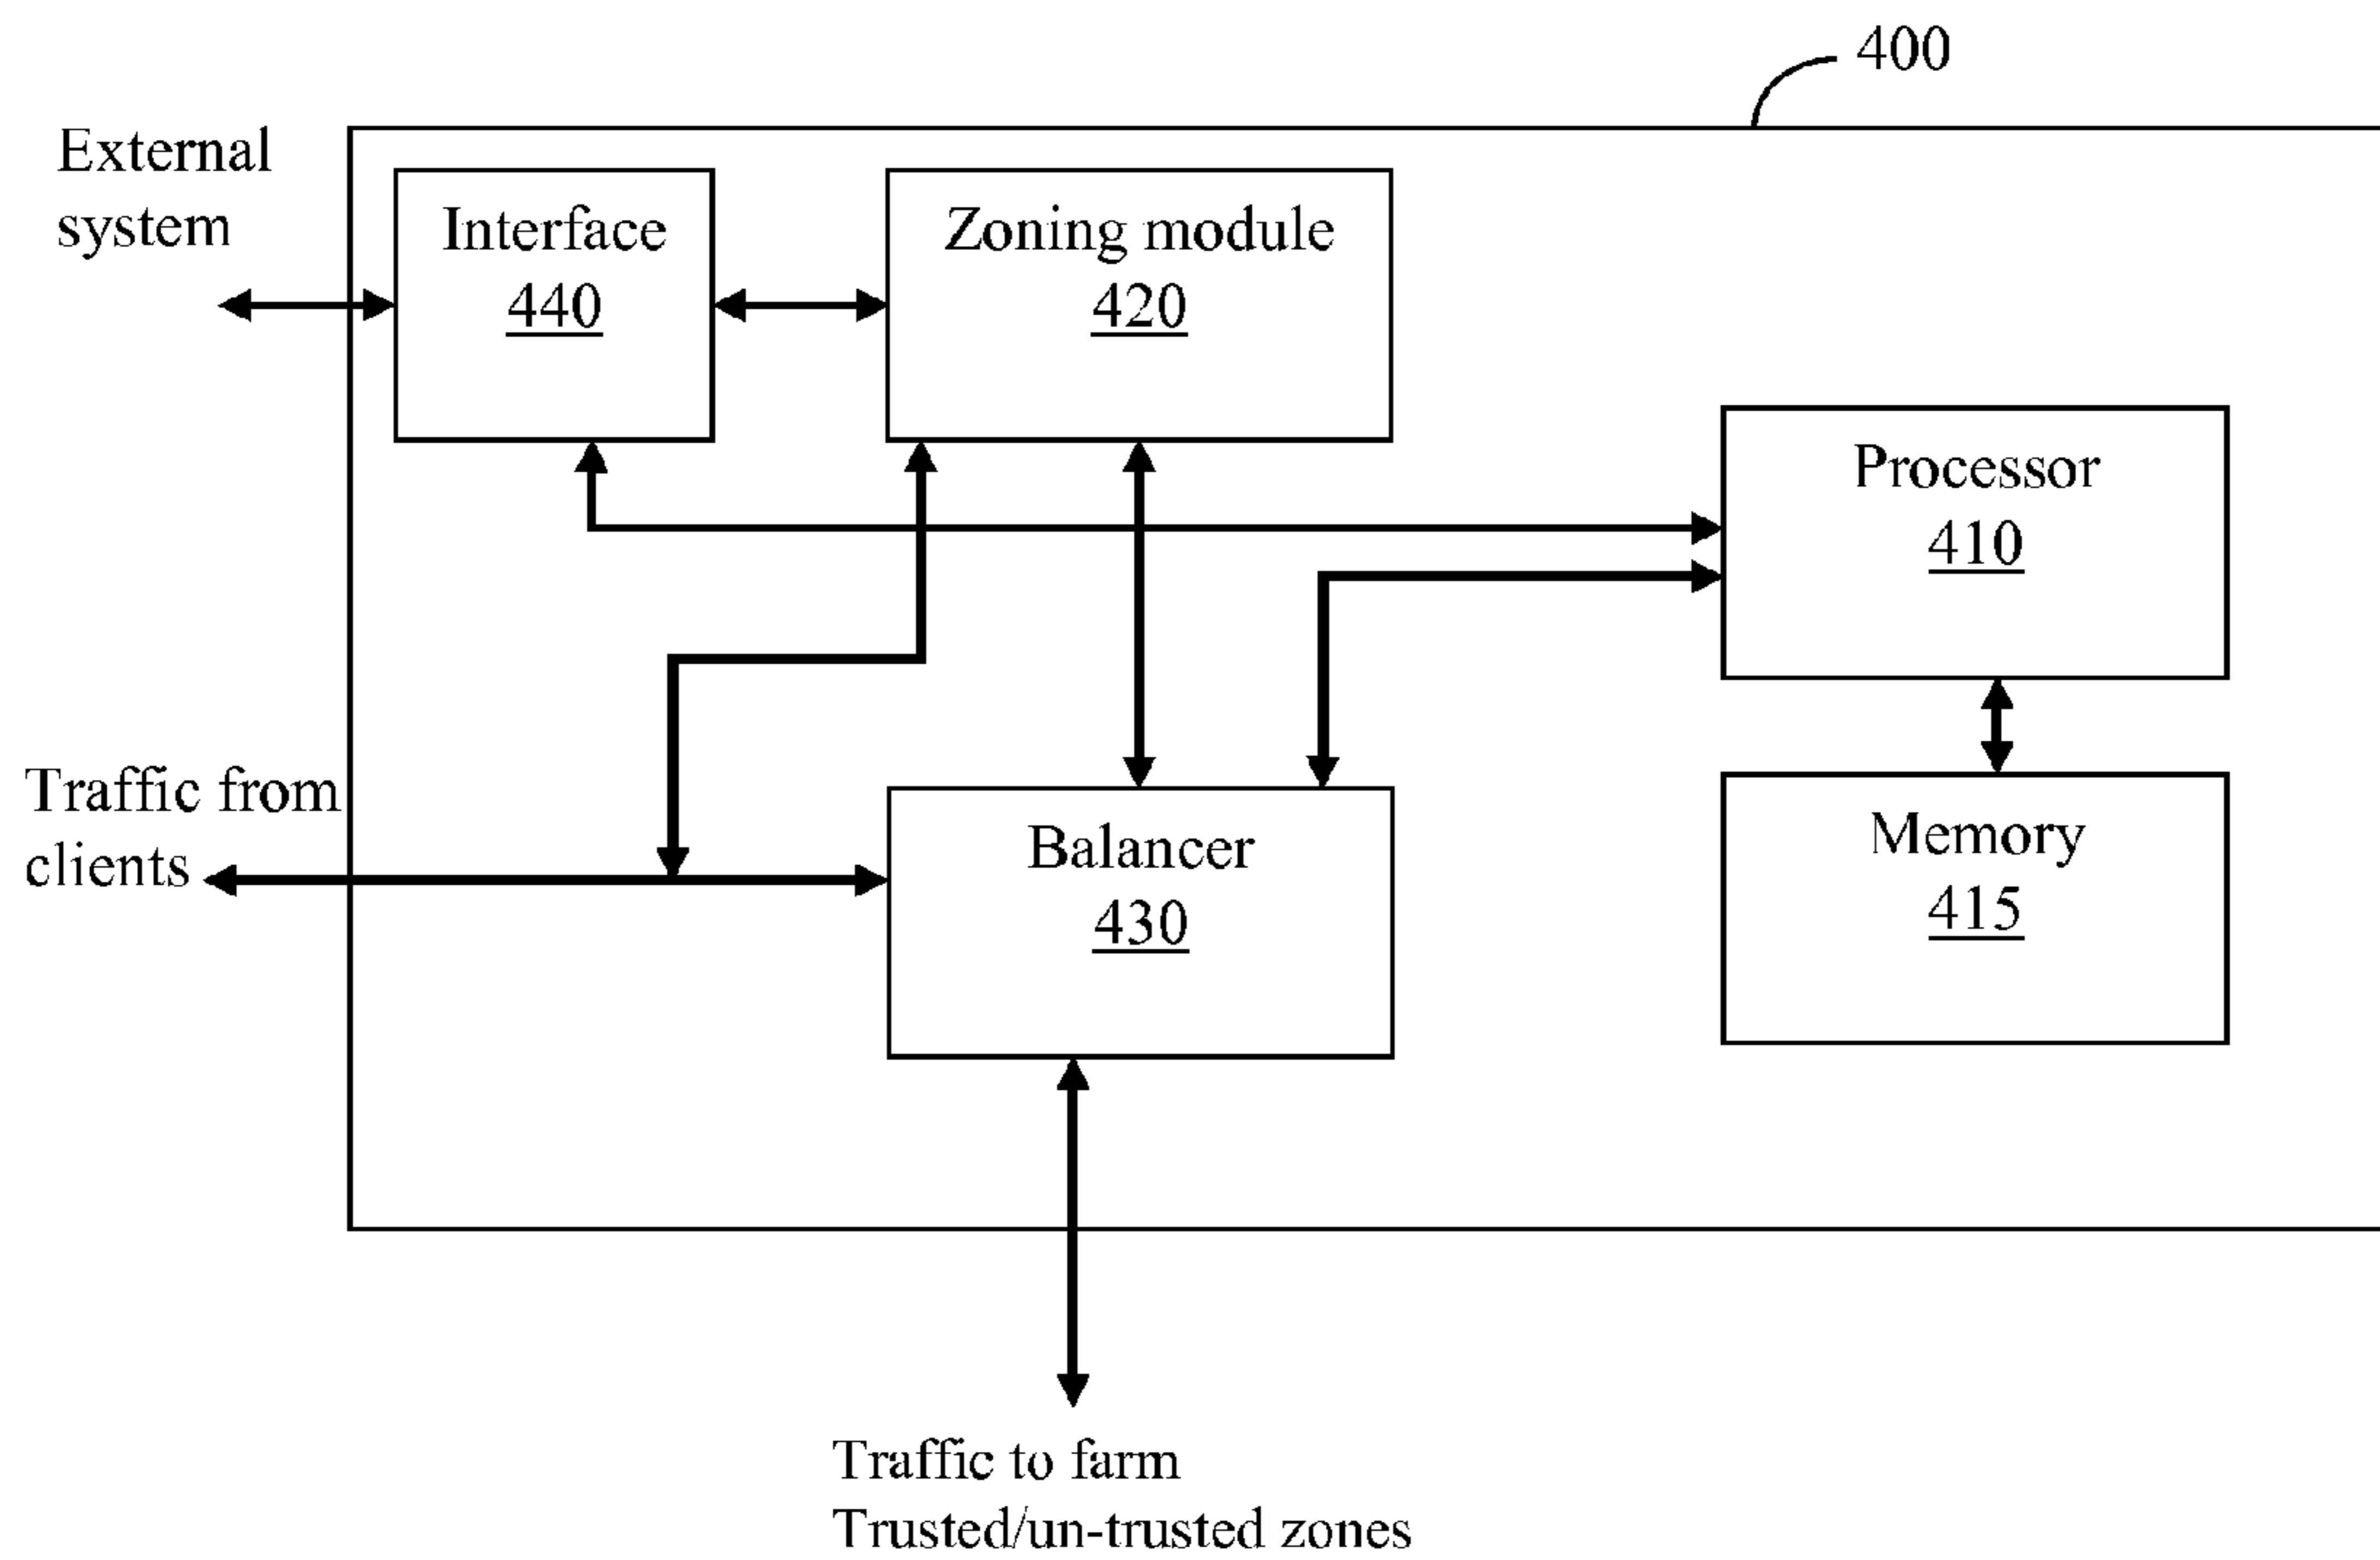 400
External
system
Interface
440
Zoning module
420
Processor
410
Traffic from
clients
Balancer
430
Memory
415
Traffic to farm
Trusted/un-trusted zones